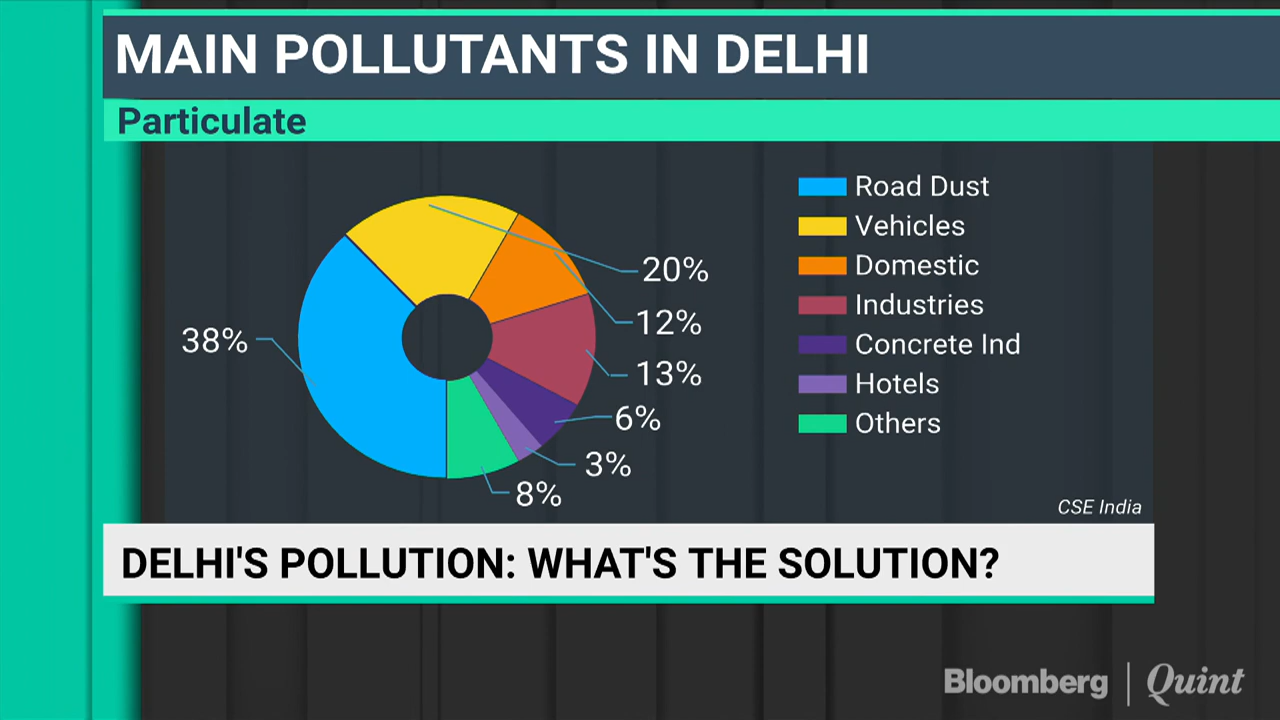 MAIN POLLUTANTS IN DELHI
Particulate
38%
20%
12%
13%
6%
3%
8%
Road Dust
Vehicles
Domestic
Industries
Concrete Ind
Hotels
Others
CSE India
DELHI'S POLLUTION: WHAT'S THE SOLUTION?
Bloomberg | Quint